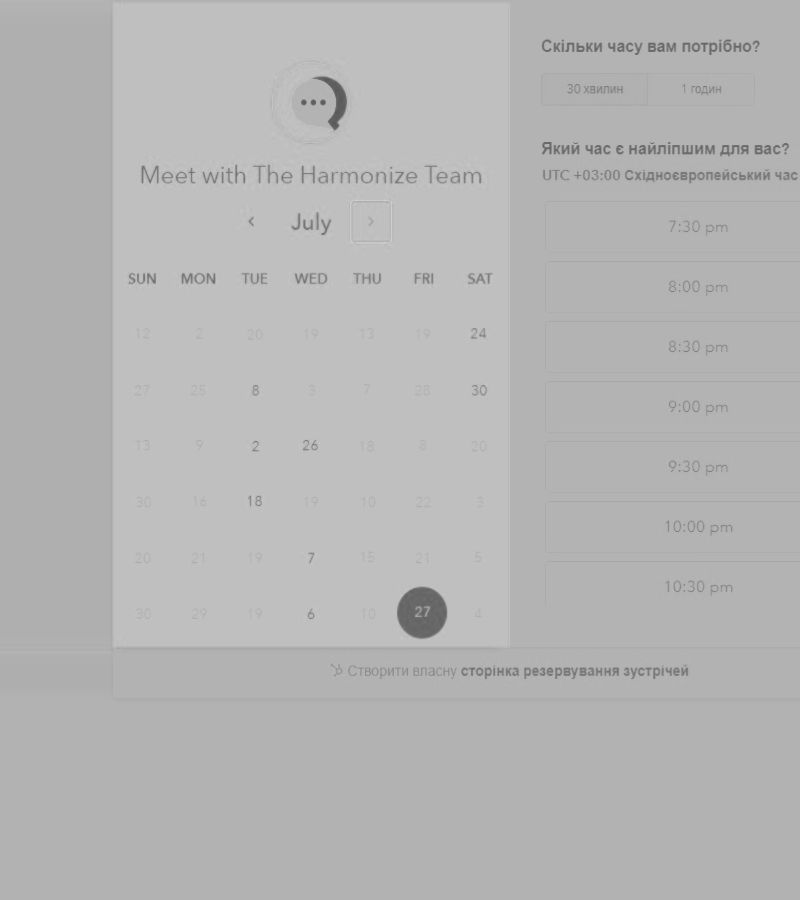 Meet with The Harmonize Team
July
SUN MON TUE WED THU FRI SAT
12 2 20 19 13 19 24
27 25 8 3 7 28 30
13 9 2 26 18 8 20
30 16 18 19 10 22 3
20 21 19 7 15 21 5
30 29 19 6 10 27 4
Скільки часу вам потрібно?
30 хвилин 1 годин
Який час є найліпшим для вас?
UTC +03:00 Східноєвропейський час
7:30 pm
8:00 pm
8:30 pm
9:00 pm
9:30 pm
10:00 pm
10:30 pm
Створити власну сторінка резервування зустрічей